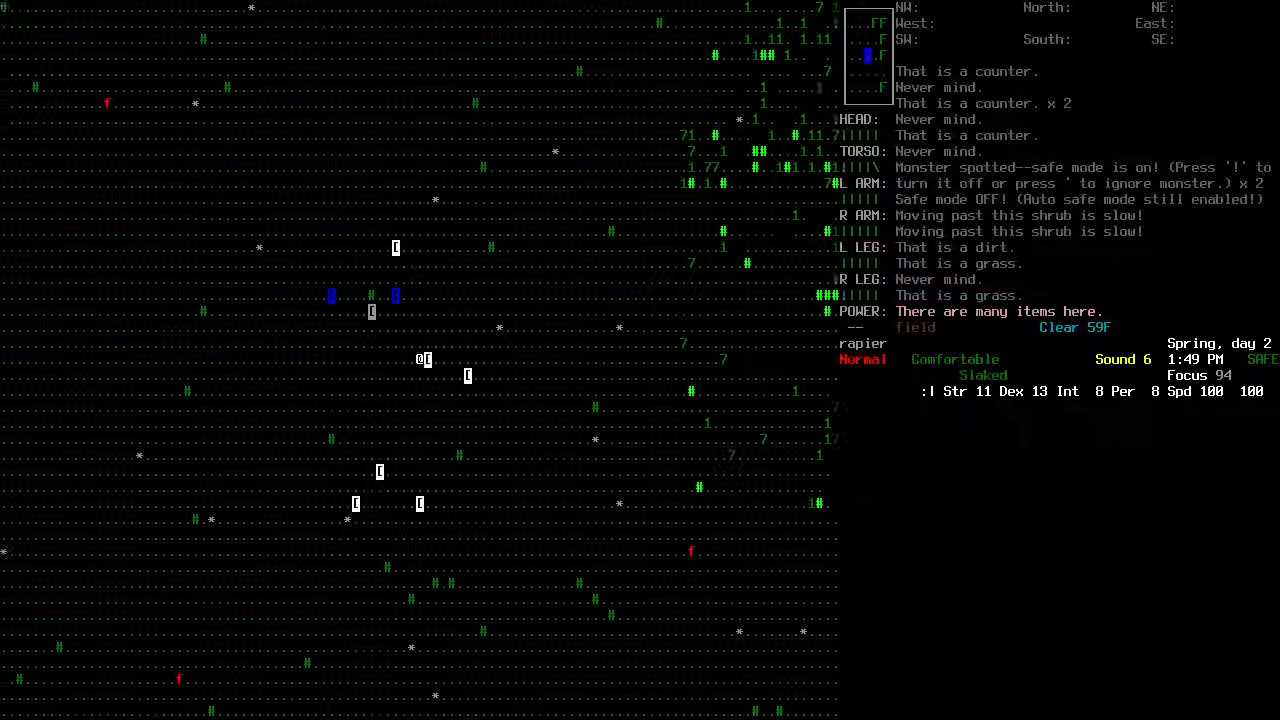 NW: North: NE:
West: East:
SW: South: SE:
That is a counter.
Never mind.
That is a counter. x 2
HEAD: Never mind.
||||| That is a counter.
TORSO: Never mind.
||||\ Monster spotted--safe mode is on! (Press '!' to
L ARM: turn it off or press ' to ignore monster.) x 2
||||| Safe mode OFF! (Auto safe mode still enabled!)
R ARM: Moving past this shrub is slow!
||||| Moving past this shrub is slow!
L LEG: That is a dirt.
||||| That is a grass.
R LEG: Never mind.
||||| That is a grass.
POWER: There are many items here.
-- field Clear 59F
rapier Spring, day 2
Normal Comfortable Sound 6 1:49 PM SAFE
Slaked Focus 94
:| Str 11 Dex 13 Int 8 Per 8 Spd 100 100